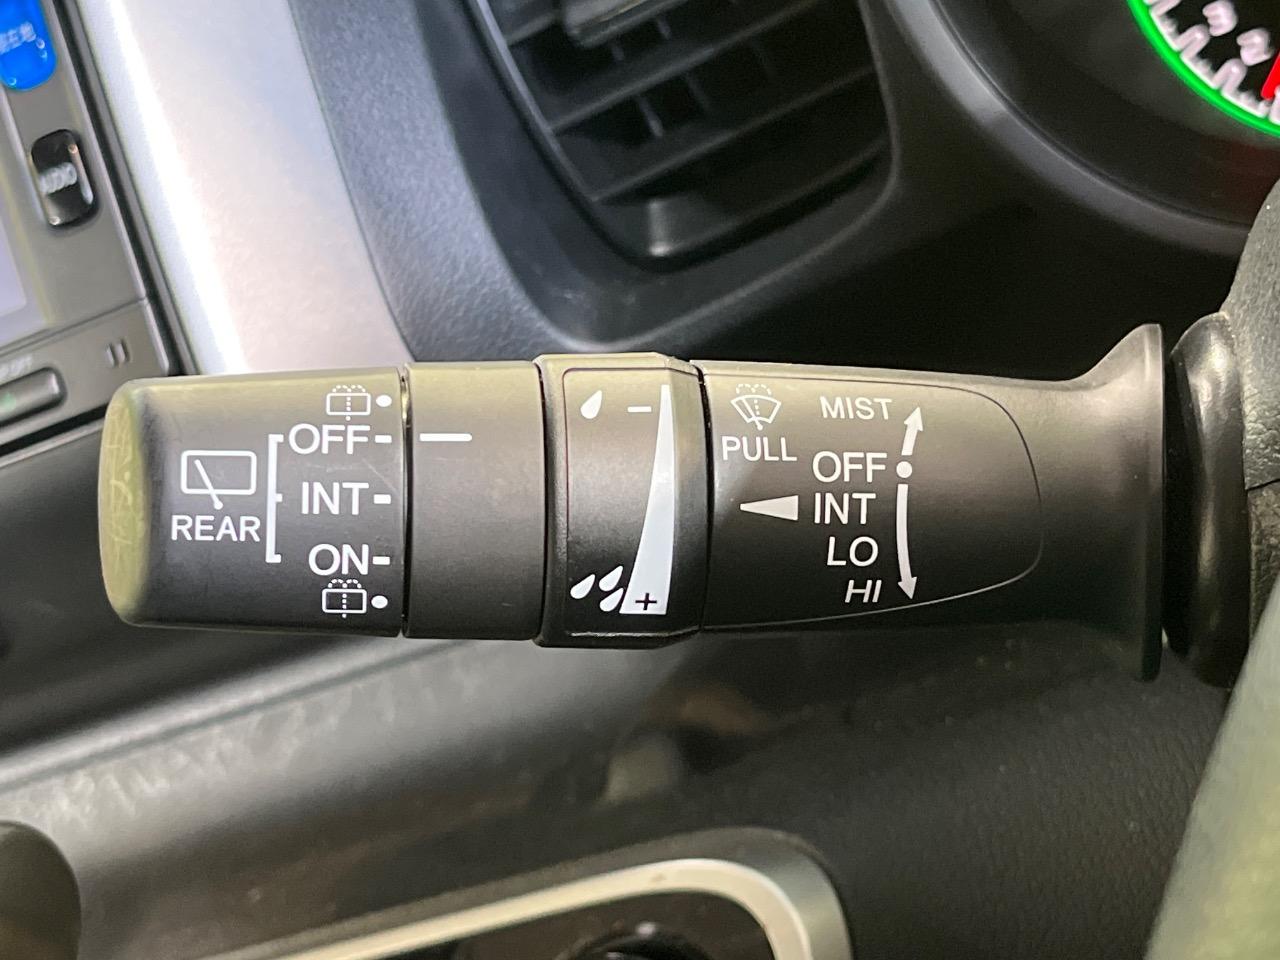 AUDIO
REAR
OFF
INT
ON
- 
+
PULL
MIST
OFF
INT
LO
HI